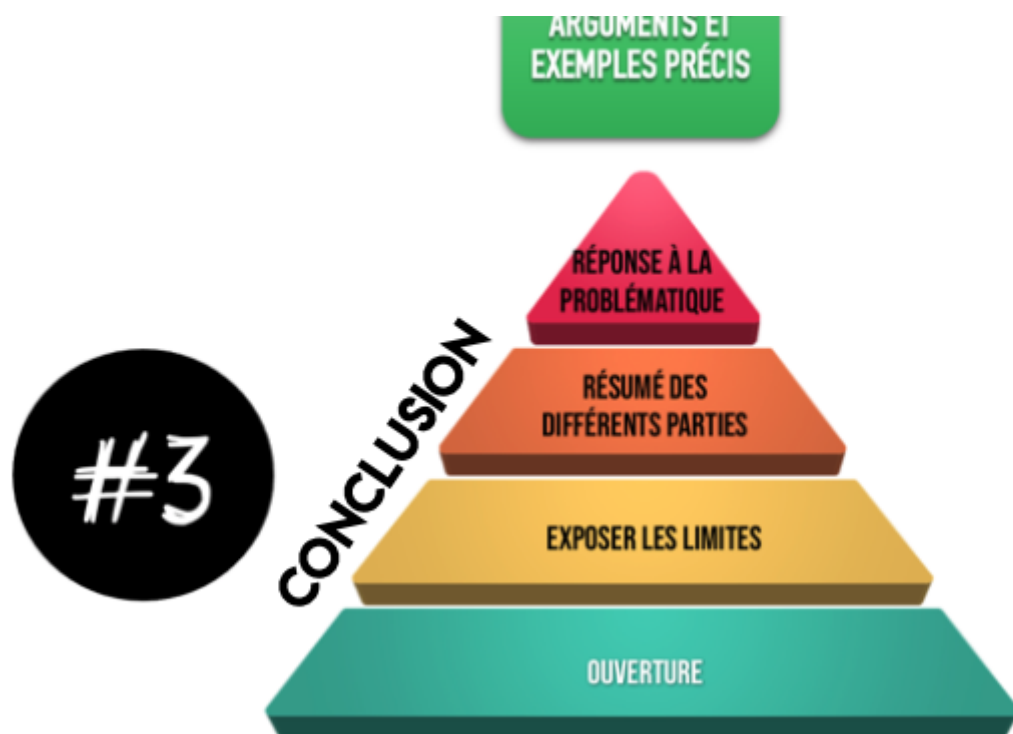 ARGUMENTS ET
EXEMPLES PRÉCIS
RÉPONSE À LA
PROBLÉMATIQUE
CONCLUSION
RÉSUMÉ DES
DIFFÉRENTS PARTIES
#3
EXPOSER LES LIMITES
OUVERTURE